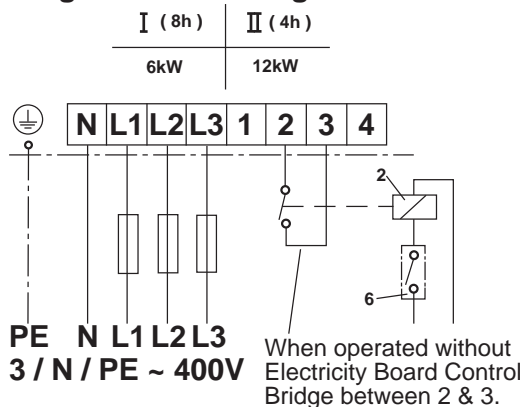 I ( 8h ) II ( 4h )
6kW 12kW
N L1 L2 L3 1 2 3 4
2
6
PE N L1 L2 L3
3 / N / PE ~ 400V
When operated without
Electricity Board Control
Bridge between 2 & 3.